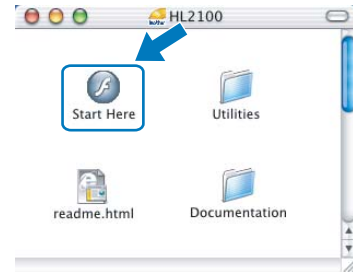 HL2100
Start Here
Utilities
readme.html
Documentation